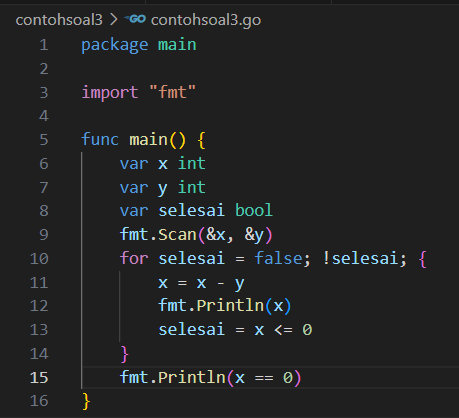 contohsoal3 > GO contohsoal3.go
1 package main
2
3 import "fmt"
4
5 func main() {
6     var x int
7     var y int
8     var selesai bool
9     fmt.Scan(&x, &y)
10     for selesai = false; !selesai; {
11         x = x - y
12         fmt.Println(x)
13         selesai = x <= 0
14     }
15     fmt.Println(x == 0)
16 }